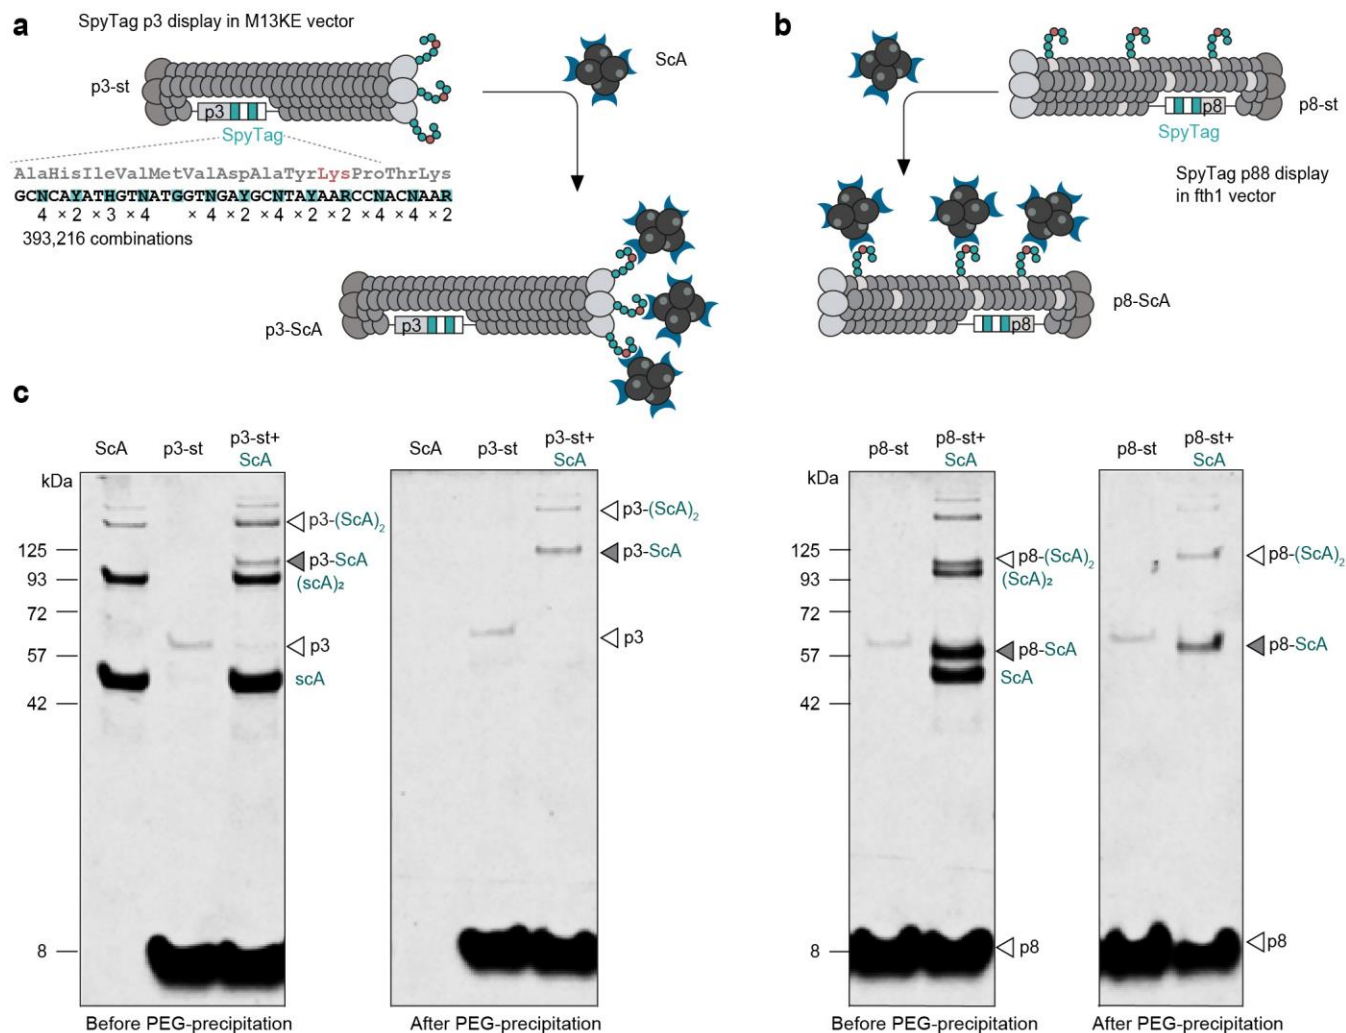 a
SpyTag p3 display in M13KE vector
p3-st
ScA
p3
SpyTag
AlaHisIleValMetValAspAlaTyrLysProThrLys
GCNCAYATHGTNATGGTNGAYGCNTAYAARCCNACNAAR
4 × 2 × 3 × 4 × 4 × 2 × 4 × 2 × 2 × 4 × 4 × 2
393,216 combinations
p3-ScA
p3
b
p8-st
p8
SpyTag
SpyTag p88 display
in fth1 vector
p8-ScA
p8
c
ScA
p3-st
p3-st+
ScA
kDa
125
93
72
57
42
8
p3-(ScA)₂
p3-ScA
(scA)₂
p3
scA
Before PEG-precipitation
ScA
p3-st
p3-st+
ScA
p3-(ScA)₂
p3-ScA
p3
After PEG-precipitation
p8-st
p8-st+
ScA
kDa
125
93
72
57
42
8
p8-(ScA)₂
(ScA)₂
p8-ScA
ScA
p8
Before PEG-precipitation
p8-st
p8-st+
ScA
p8-(ScA)₂
p8-ScA
p8
After PEG-precipitation